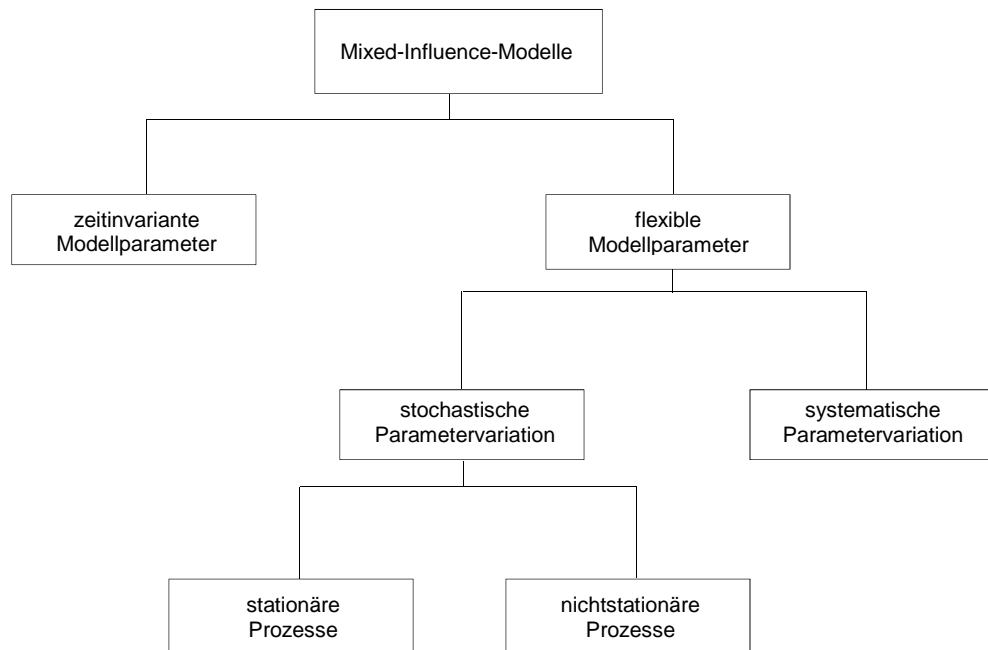 Mixed-Influence-Modelle
zeitinvariante
Modellparameter
flexible
Modellparameter
stochastische
Parametervariation
systematische
Parametervariation
stationäre
Prozesse
nichtstationäre
Prozesse